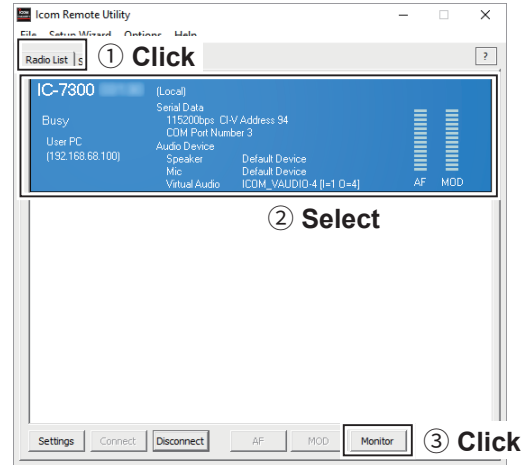 Icom Remote Utility
File Setup Wizard Options Help
Radio List
① Click
?
IC-7300 (Local)
Serial Data
Busy 115200bps CI-V Address 94
COM Port Number 3
User PC Audio Device
(192.168.68.100) Speaker Default Device
Mic Default Device
Virtual Audio ICOM_VAUDIO-4 [I=1 O=4] AF MOD
② Select
Settings Connect Disconnect AF MOD Monitor ③ Click